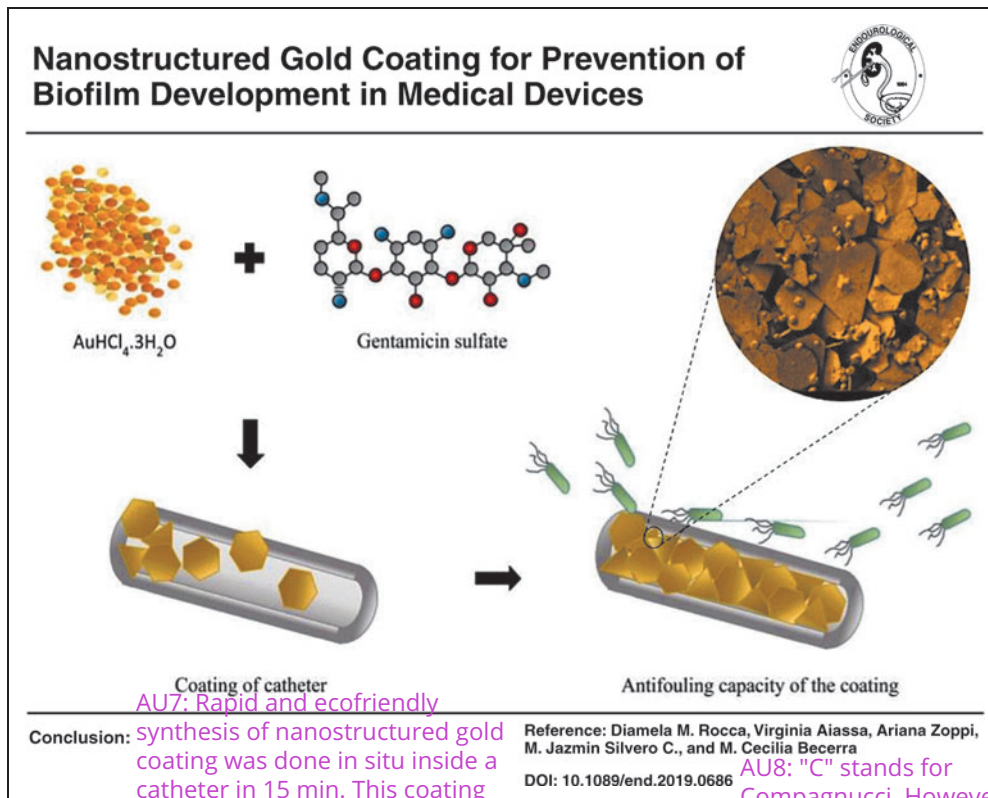 Nanostructured Gold Coating for Prevention of
Biofilm Development in Medical Devices
ENDOUROLOGICAL
SOCIETY
AuHCl₄.3H₂O
Gentamicin sulfate
Coating of catheter
Antifouling capacity of the coating
Conclusion:
AU7: Rapid and ecofriendly
synthesis of nanostructured gold
coating was done in situ inside a
catheter in 15 min. This coating
Reference: Diamela M. Rocca, Virginia Aiassa, Ariana Zoppi,
M. Jazmin Silvero C., and M. Cecilia Becerra
DOI: 10.1089/end.2019.0686
AU8: "C" stands for
Compagnucci. Howeve